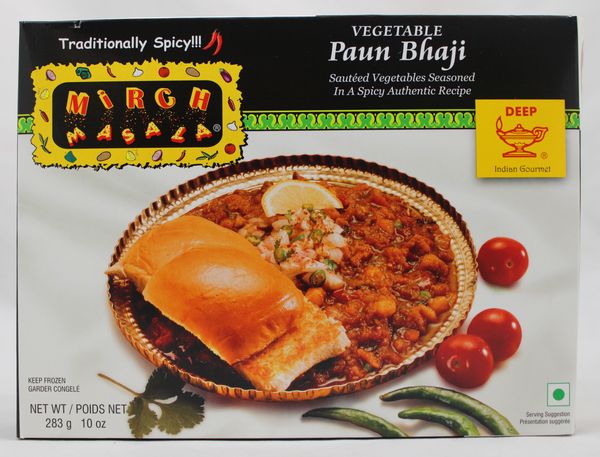 Traditionally Spicy!!!
VEGETABLE
Paun Bhaji
Sautéed Vegetables Seasoned
In A Spicy Authentic Recipe
MiRCH
MASALA®
DEEP
®
Indian Gourmet
KEEP FROZEN
GARDER CONGELÉ
NET WT / POIDS NET
283 g 10 oz
Serving Suggestion
Présentation suggérée